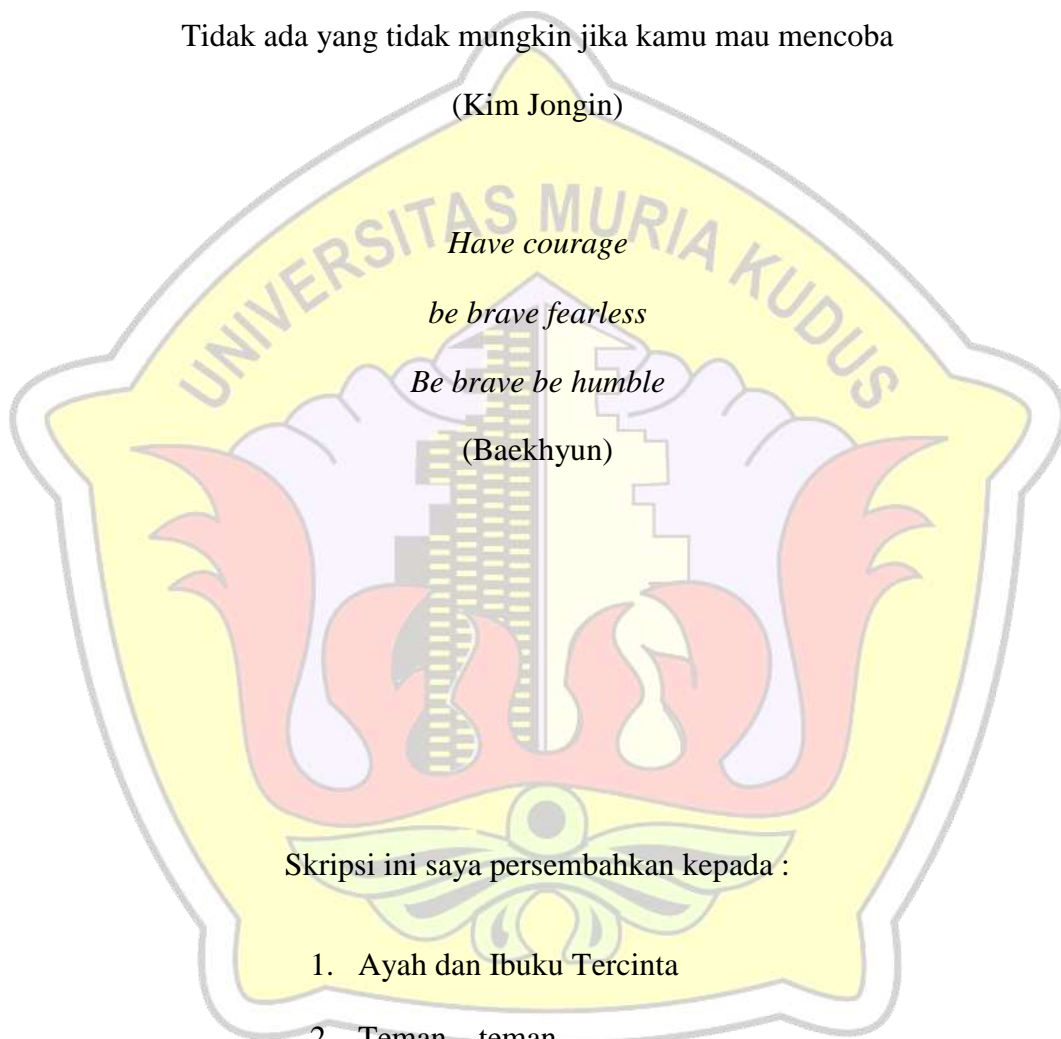 Tidak ada yang tidak mungkin jika kamu mau mencoba
(Kim Jongin)
UNIVERSITAS MURIA KUDUS
Have courage
be brave fearless
Be brave be humble
(Baekhyun)
Skripsi ini saya persembahkan kepada :
1. Ayah dan Ibuku Tercinta
2. Teman – teman